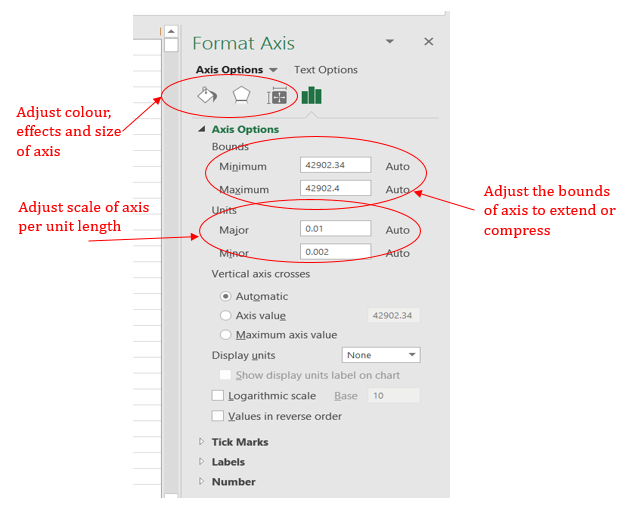 Format Axis
Axis Options Text Options
Adjust colour,
effects and size
of axis
Axis Options
Bounds
Minimum 42902.34 Auto
Maximum 42902.4 Auto
Adjust the bounds
of axis to extend or
compress
Adjust scale of axis
per unit length
Units
Major 0.01 Auto
Minor 0.002 Auto
Vertical axis crosses
Automatic
Axis value 42902.34
Maximum axis value
Display units None
Show display units label on chart
Logarithmic scale Base 10
Values in reverse order
Tick Marks
Labels
Number